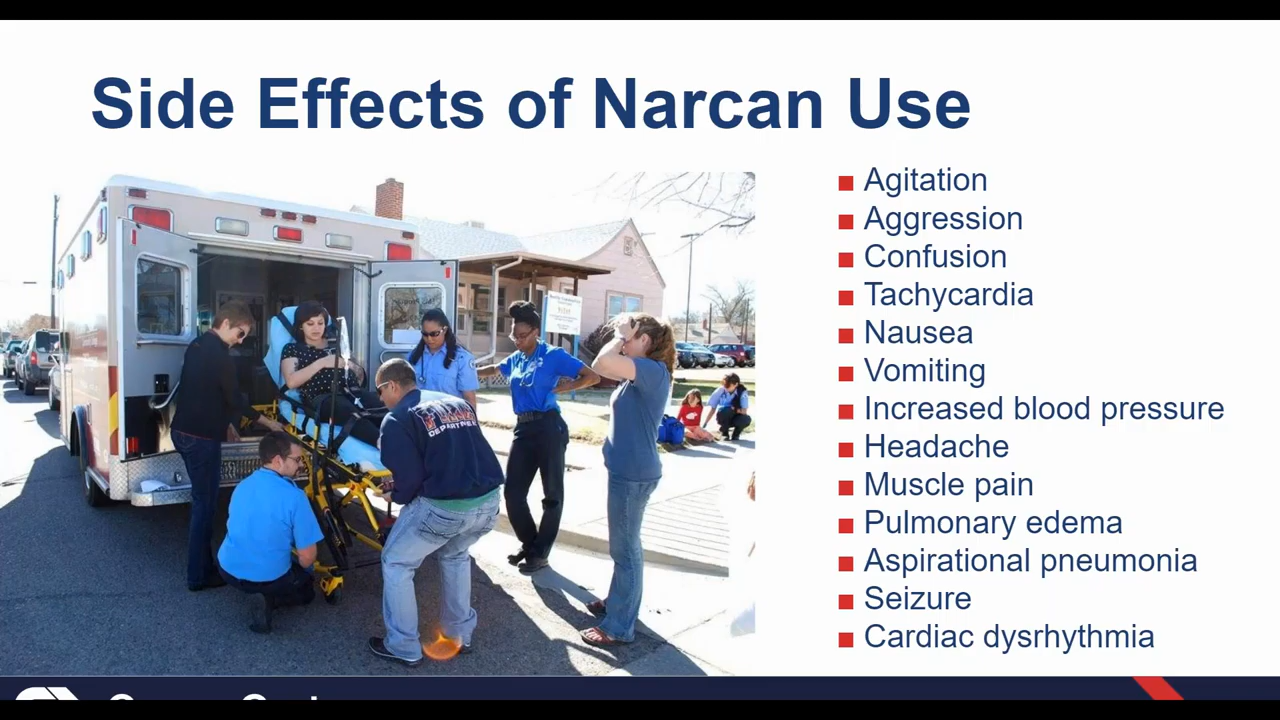 Side Effects of Narcan Use
Agitation
Aggression
Confusion
Tachycardia
Nausea
Vomiting
Increased blood pressure
Headache
Muscle pain
Pulmonary edema
Aspirational pneumonia
Seizure
Cardiac dysrhythmia